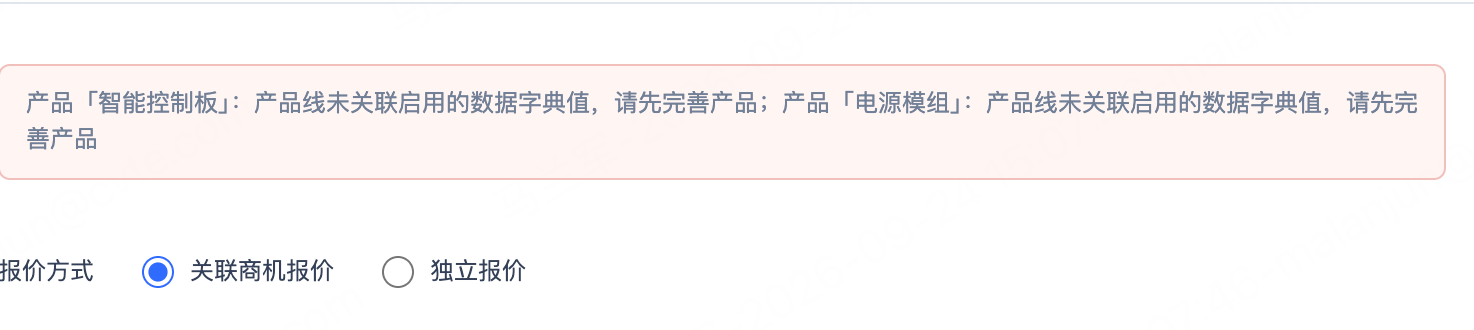 产品「智能控制板」：产品线未关联启用的数据字典值，请先完善产品；产品「电源模组」：产品线未关联启用的数据字典值，请先完
善产品
报价方式 关联商机报价 独立报价